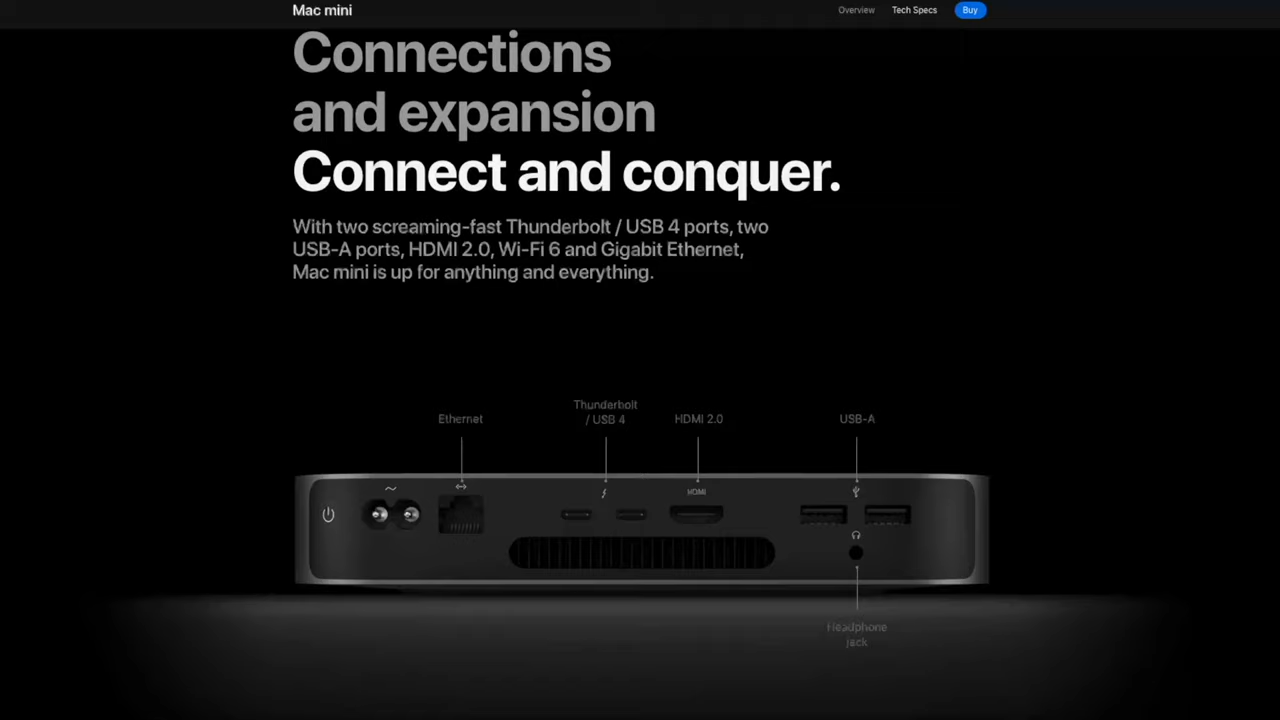 Mac mini
Overview
Tech Specs
Buy
Connections
and expansion
Connect and conquer.
With two screaming-fast Thunderbolt / USB 4 ports, two
USB-A ports, HDMI 2.0, Wi-Fi 6 and Gigabit Ethernet,
Mac mini is up for anything and everything.
Ethernet
Thunderbolt
/ USB 4
HDMI 2.0
USB-A
HDMI
Headphone
jack